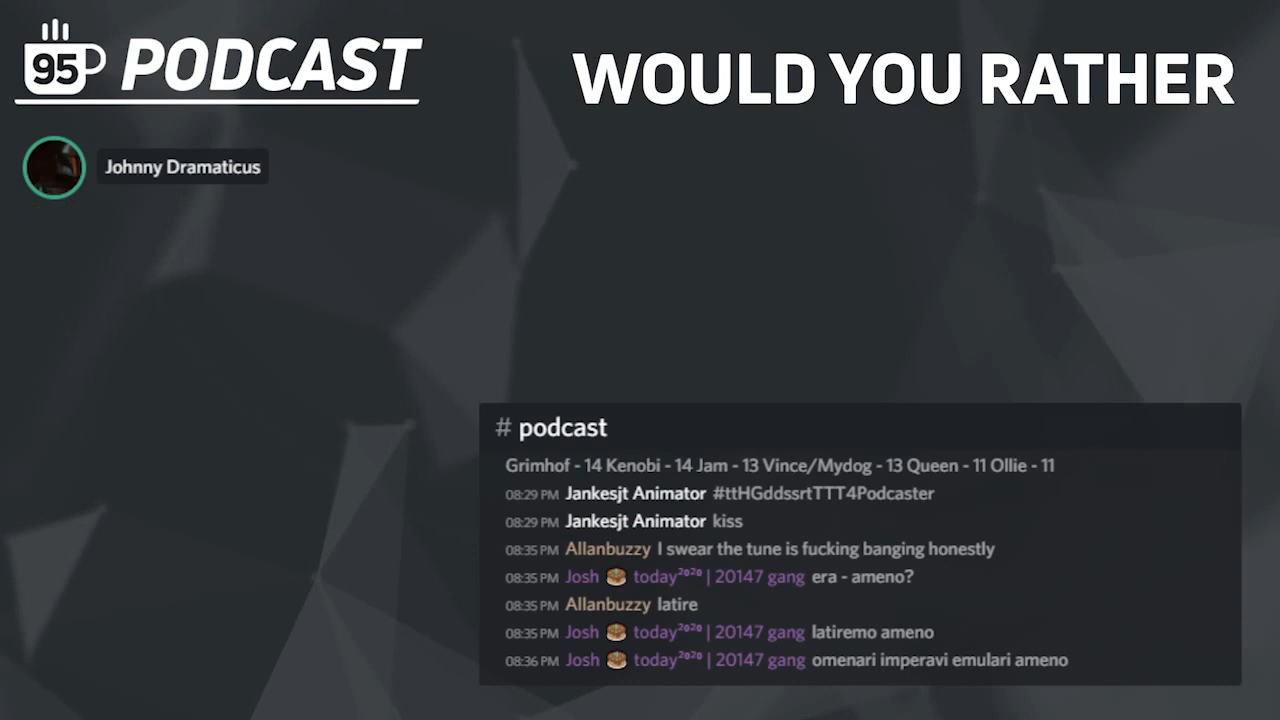 95 PODCAST
WOULD YOU RATHER
Johnny Dramaticus
# podcast
Grimhof - 14 Kenobi - 14 Jam - 13 Vince/Mydog - 13 Queen - 11 Ollie - 11
08:29 PM Jankesjt Animator #ttHGddssrtTTT4Podcaster
08:29 PM Jankesjt Animator kiss
08:35 PM Allanbuzzy I swear the tune is fucking banging honestly
08:35 PM Josh 🥞 today²⁰²⁰ | 20147 gang era - ameno?
08:35 PM Allanbuzzy latire
08:35 PM Josh 🥞 today²⁰²⁰ | 20147 gang latiremo ameno
08:36 PM Josh 🥞 today²⁰²⁰ | 20147 gang omenari imperavi emulari ameno